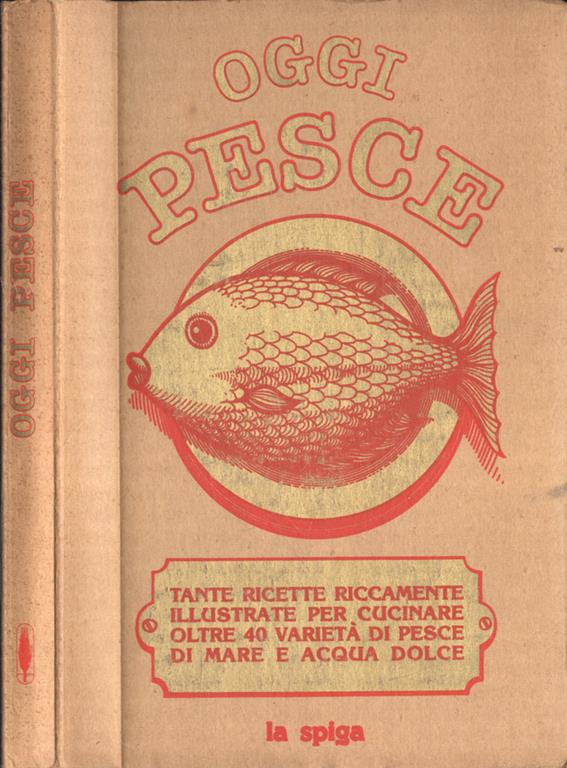 OGGI PESCE
OGGI
PESCE
TANTE RICETTE RICCAMENTE
ILLUSTRATE PER CUCINARE
OLTRE 40 VARIETÀ DI PESCE
DI MARE E ACQUA DOLCE
la spiga